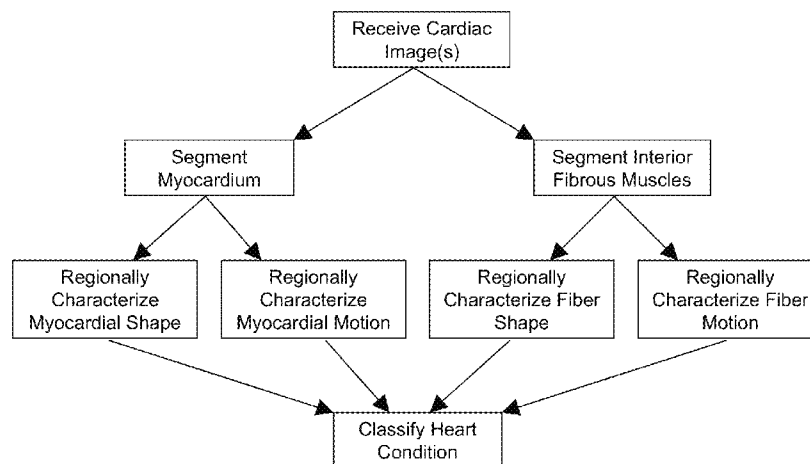 Receive Cardiac
Image(s)
Segment
Myocardium
Segment Interior
Fibrous Muscles
Regionally
Characterize
Myocardial Shape
Regionally
Characterize
Myocardial Motion
Regionally
Characterize Fiber
Shape
Regionally
Characterize Fiber
Motion
Classify Heart
Condition